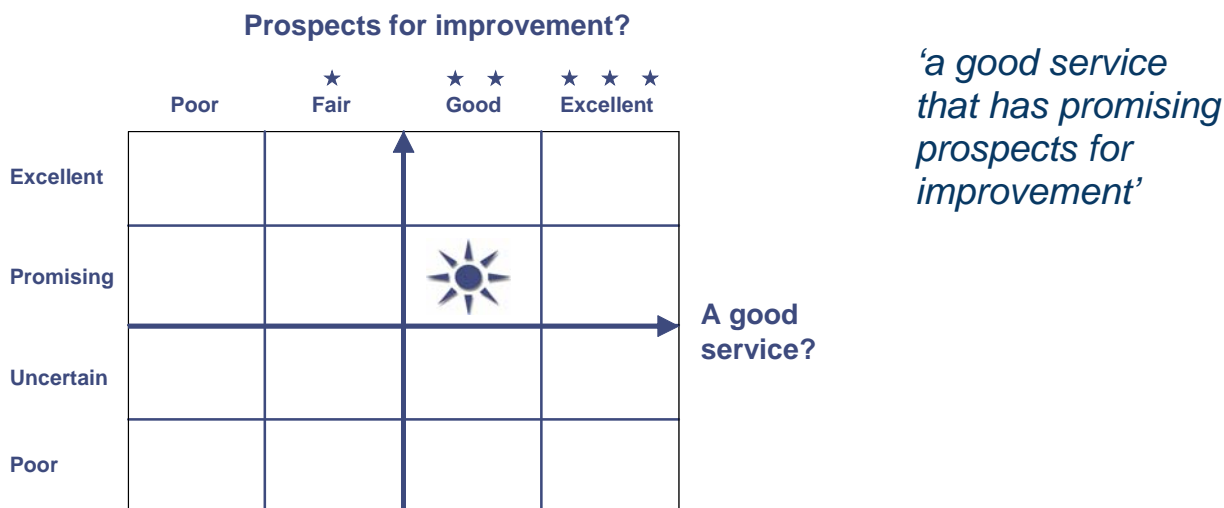 Prospects for improvement?
★ ★ ★ ★ ★ ★
Poor Fair Good Excellent
Excellent
Promising
A good
service?
Uncertain
Poor
‘a good service
that has promising
prospects for
improvement’